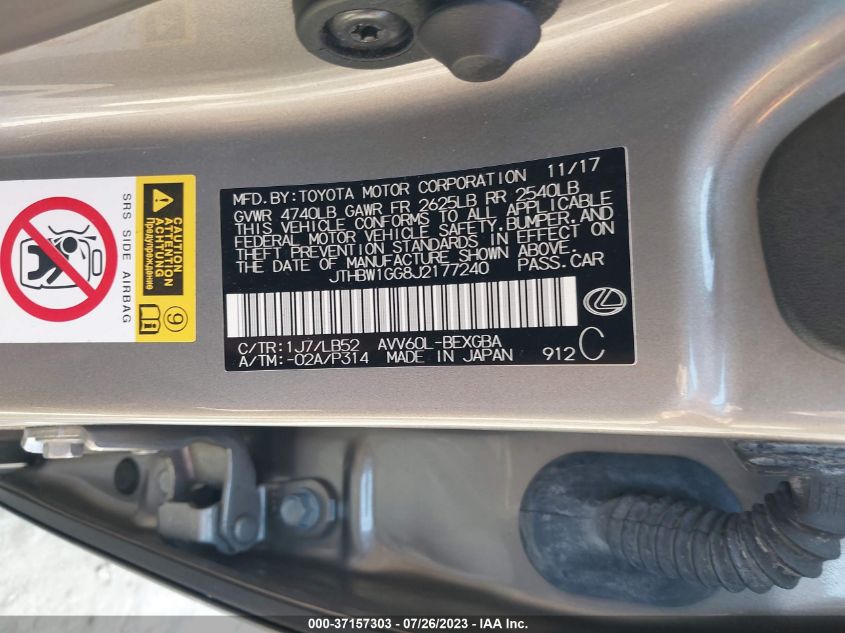 MFD. BY: TOYOTA MOTOR CORPORATION 11/17
GVWR 4740LB GAWR FR 2625LB RR 2540LB
THIS VEHICLE CONFORMS TO ALL APPLICABLE
FEDERAL MOTOR VEHICLE SAFETY, BUMPER, AND
THEFT PREVENTION STANDARDS IN EFFECT ON
THE DATE OF MANUFACTURE SHOWN ABOVE.
JTHBW1GG8J2177240 PASS. CAR
C/TR: 1J7/LB52 AVV60L-BEXGBA
A/TM: -02A/P314 MADE IN JAPAN 912 C
SRS SIDE AIRBAG
CAUTION
ACHTUNG
Предупреждение
9
000-37157303 / 07/26/2023 / IAA Inc.